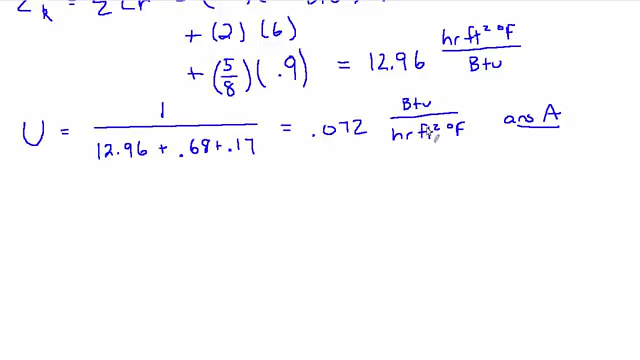 + (2) (6)
+ (5/8)(.9) = 12.96 hr ft² °F / Btu
U = 1 / 12.96 + .68 + .17 = .072 Btu / hr ft² °F ans A